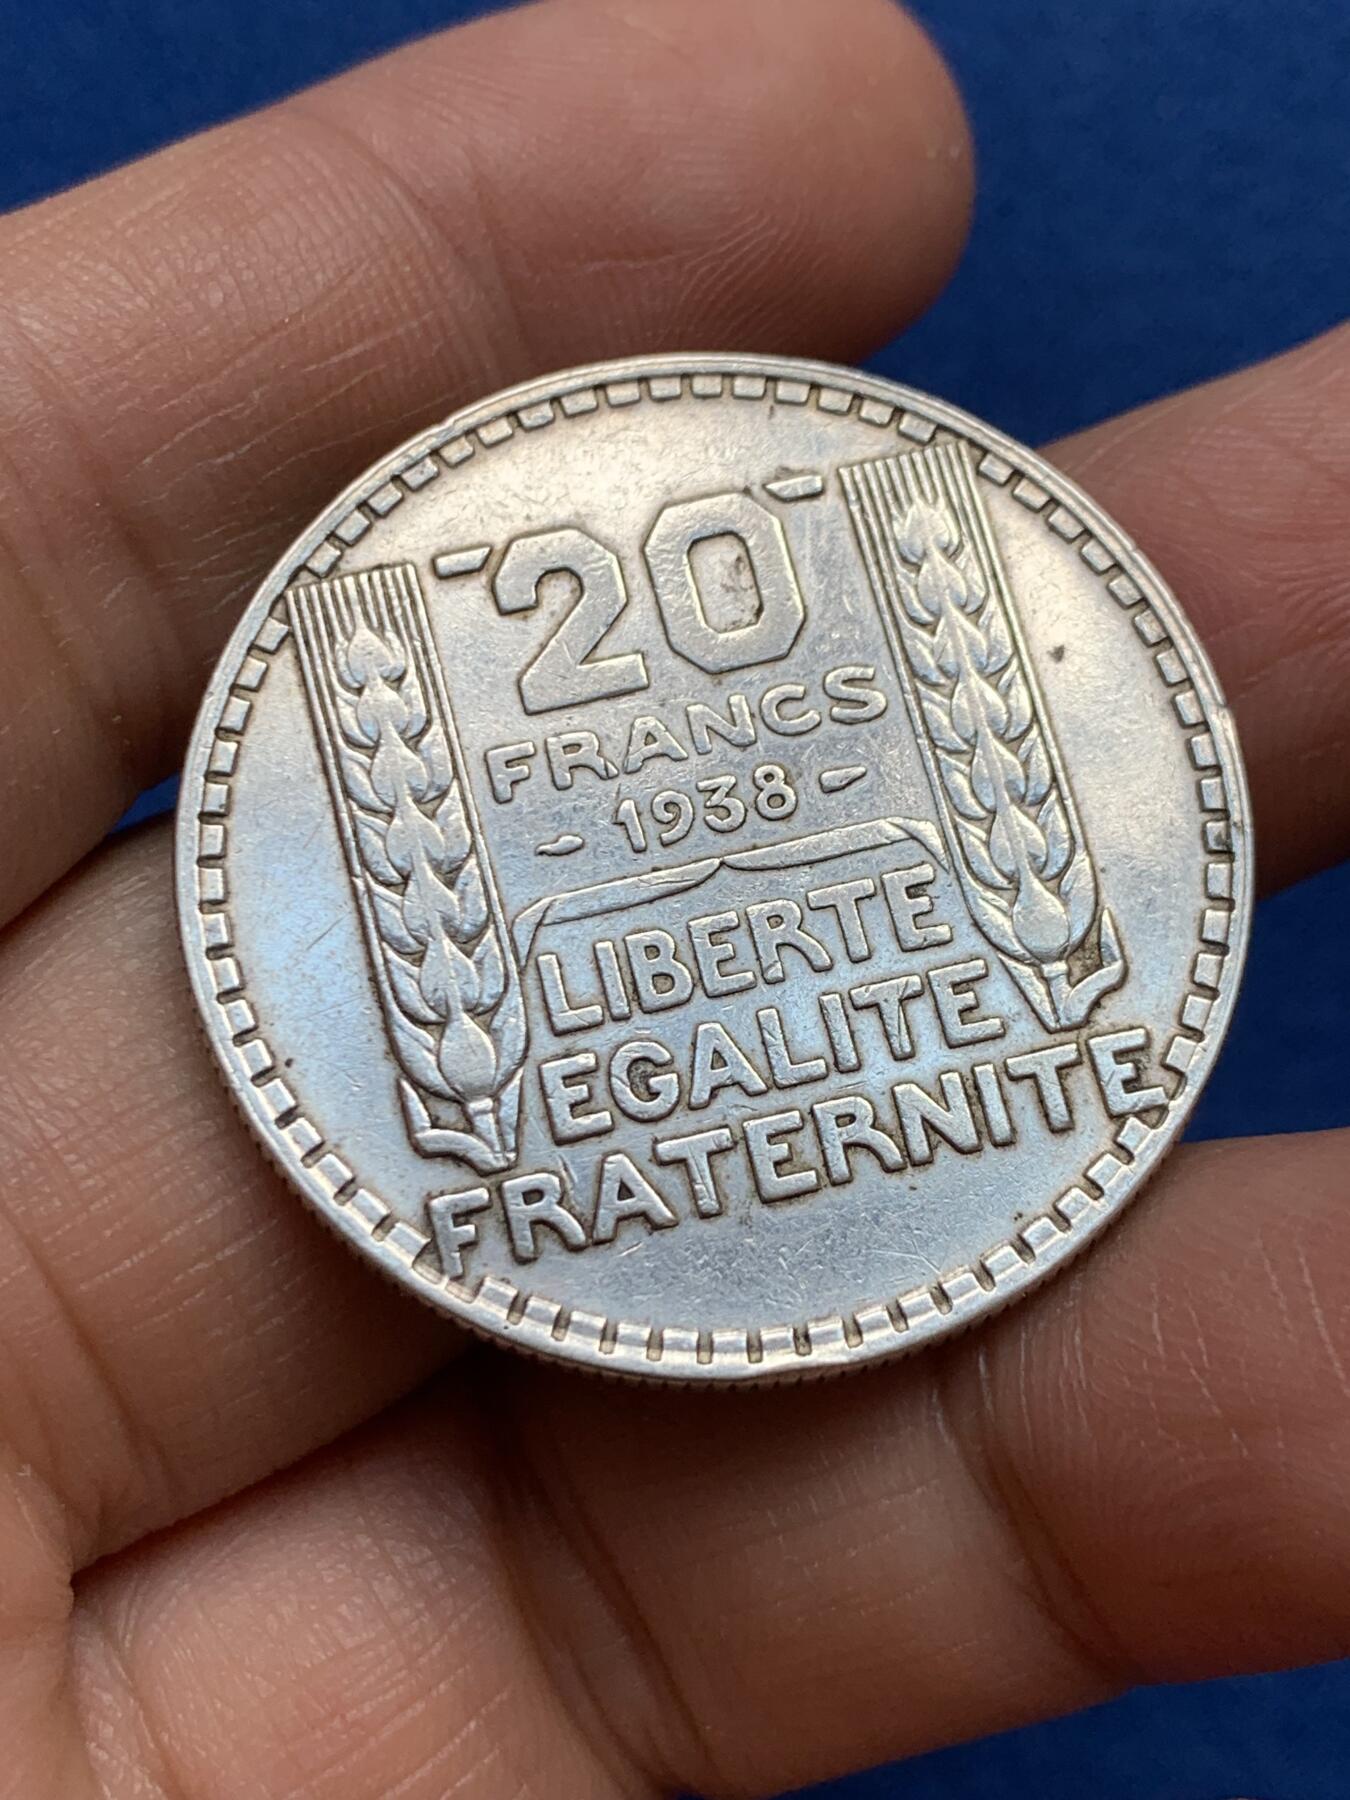 -20-
FRANCS
- 1938 -
LIBERTE
EGALITE
FRATERNITE